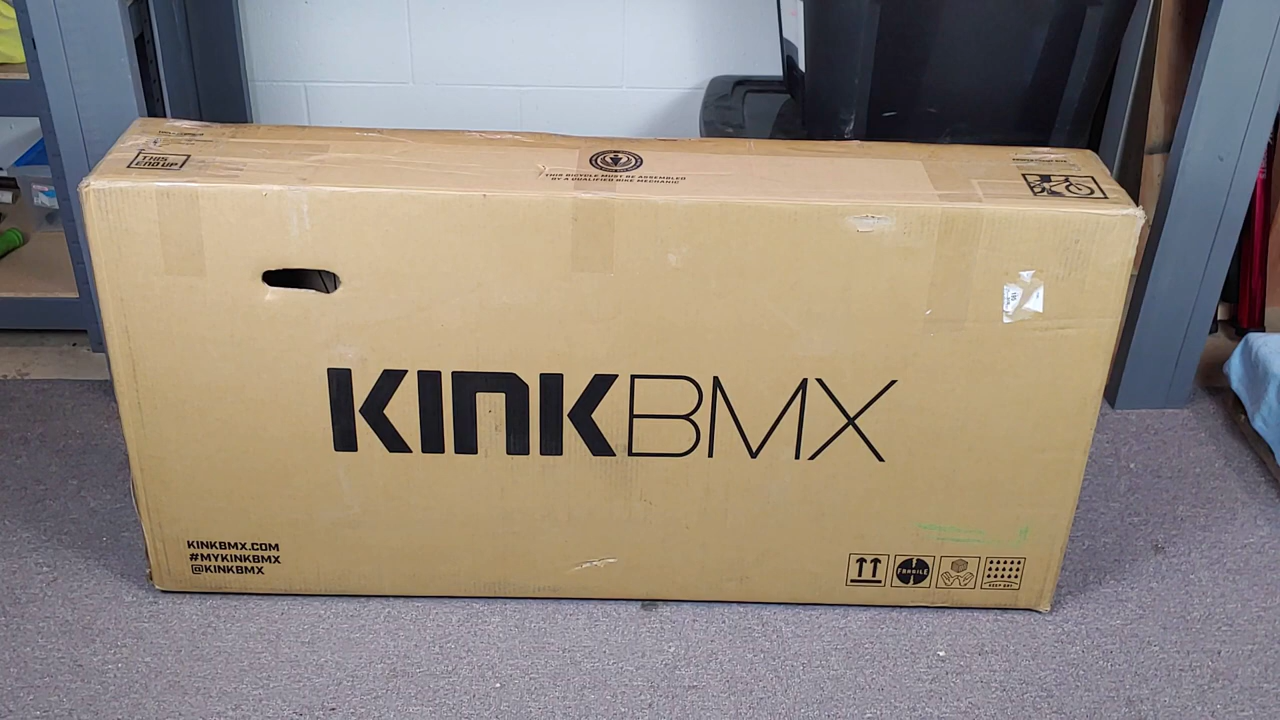 THIS
END UP
THIS BICYCLE MUST BE ASSEMBLED
BY A QUALIFIED BIKE MECHANIC
KINKBMX
KINKBMX.COM
#MYKINKBMX
@KINKBMX
FRAGILE
KEEP DRY